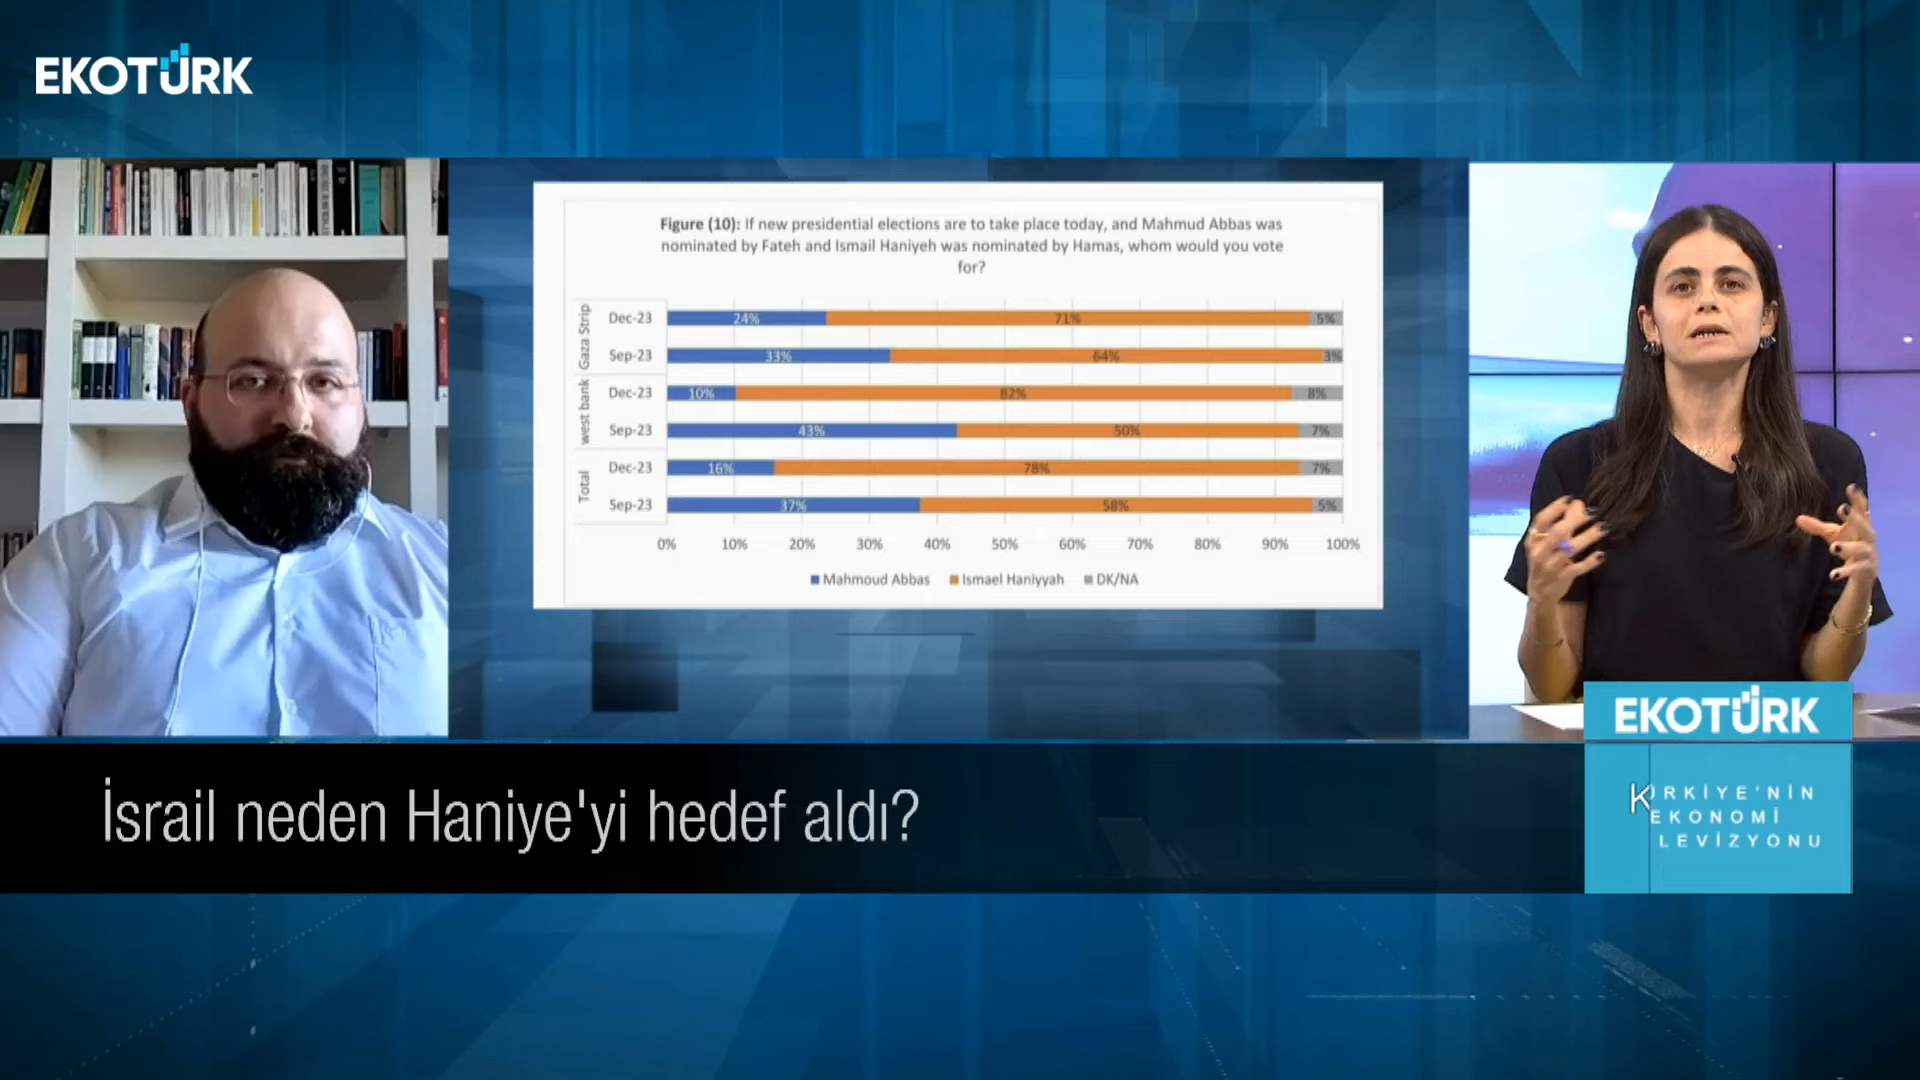 EKOTÜRK
Figure (10): If new presidential elections are to take place today, and Mahmud Abbas was
nominated by Fateh and Ismail Haniyeh was nominated by Hamas, whom would you vote
for?
Gaza Strip
Dec-23 24% 71% 5%
Sep-23 33% 64% 3%
west bank
Dec-23 10% 82% 8%
Sep-23 43% 50% 7%
Total
Dec-23 16% 78% 7%
Sep-23 37% 58% 5%
0% 10% 20% 30% 40% 50% 60% 70% 80% 90% 100%
Mahmoud Abbas Ismael Haniyyah DK/NA
EKOTÜRK
İsrail neden Haniye'yi hedef aldı?
RKİYE'NİN
EKONOMİ
LEVİZYONU